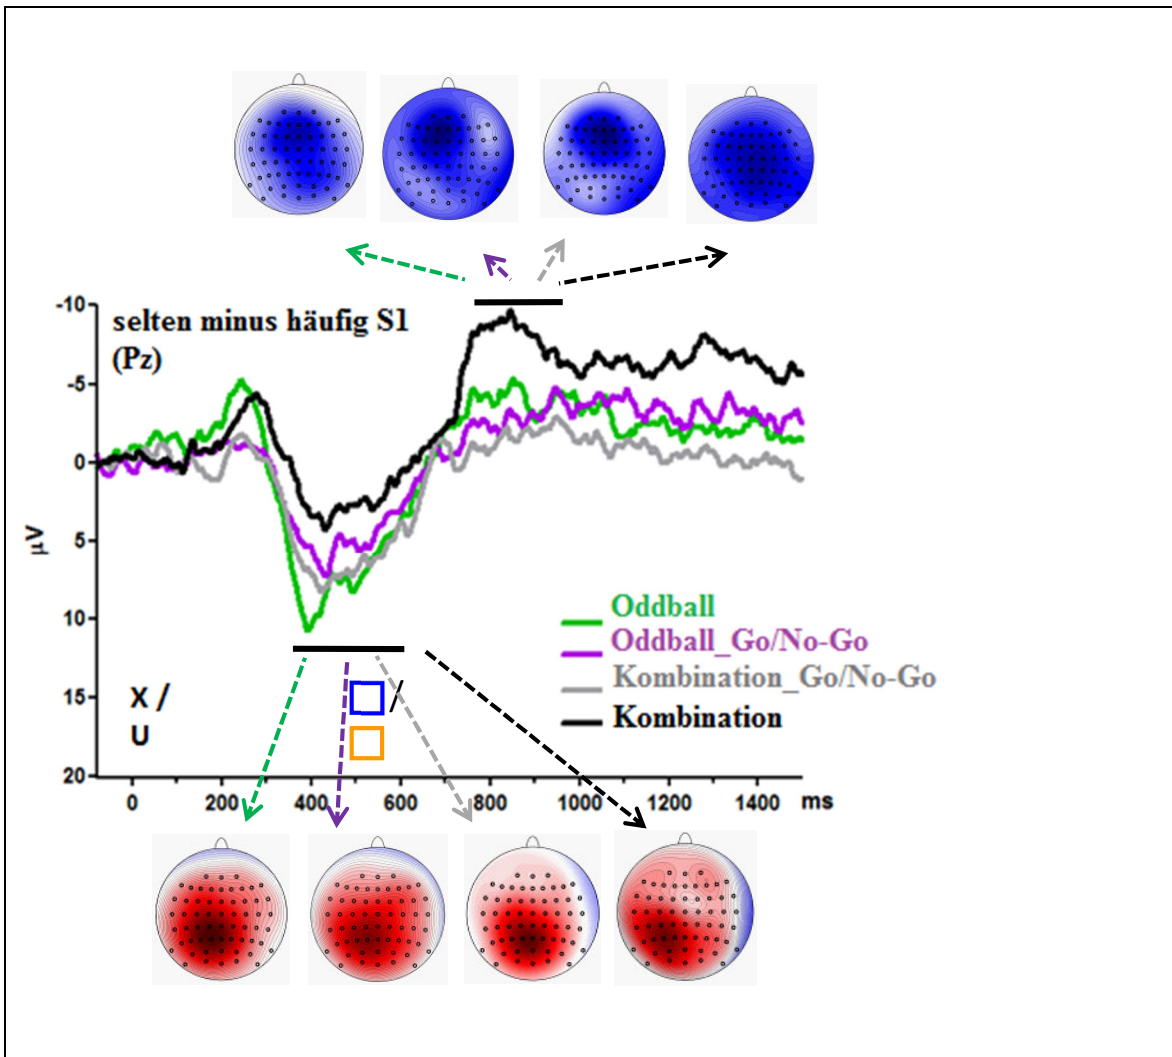 -10
selten minus häufig S1
(Pz)
-5
0
µV
5
10
Oddball
Oddball_Go/No-Go
Kombination_Go/No-Go
Kombination
15
X /
/
U
20
0 200 400 600 800 1000 1200 1400 ms